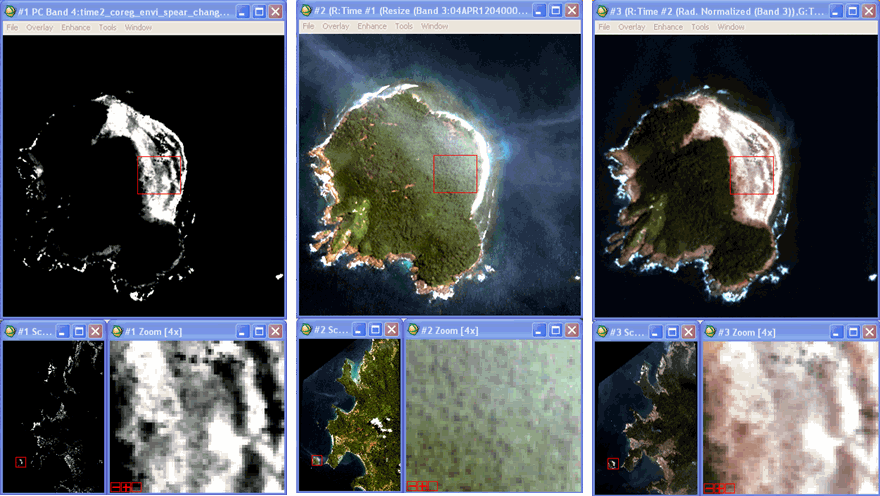 #1 PC Band 4:time2_coreg_envi_spear_chang...
File Overlay Enhance Tools Window
#2 (R:Time #1 (Resize (Band 3:04APR1204000...
File Overlay Enhance Tools Window
#3 (R:Time #2 (Rad. Normalized (Band 3)),G:T...
File Overlay Enhance Tools Window
#1 Sc...
#1 Zoom [4x]
#2 Sc...
#2 Zoom [4x]
#3 Sc...
#3 Zoom [4x]